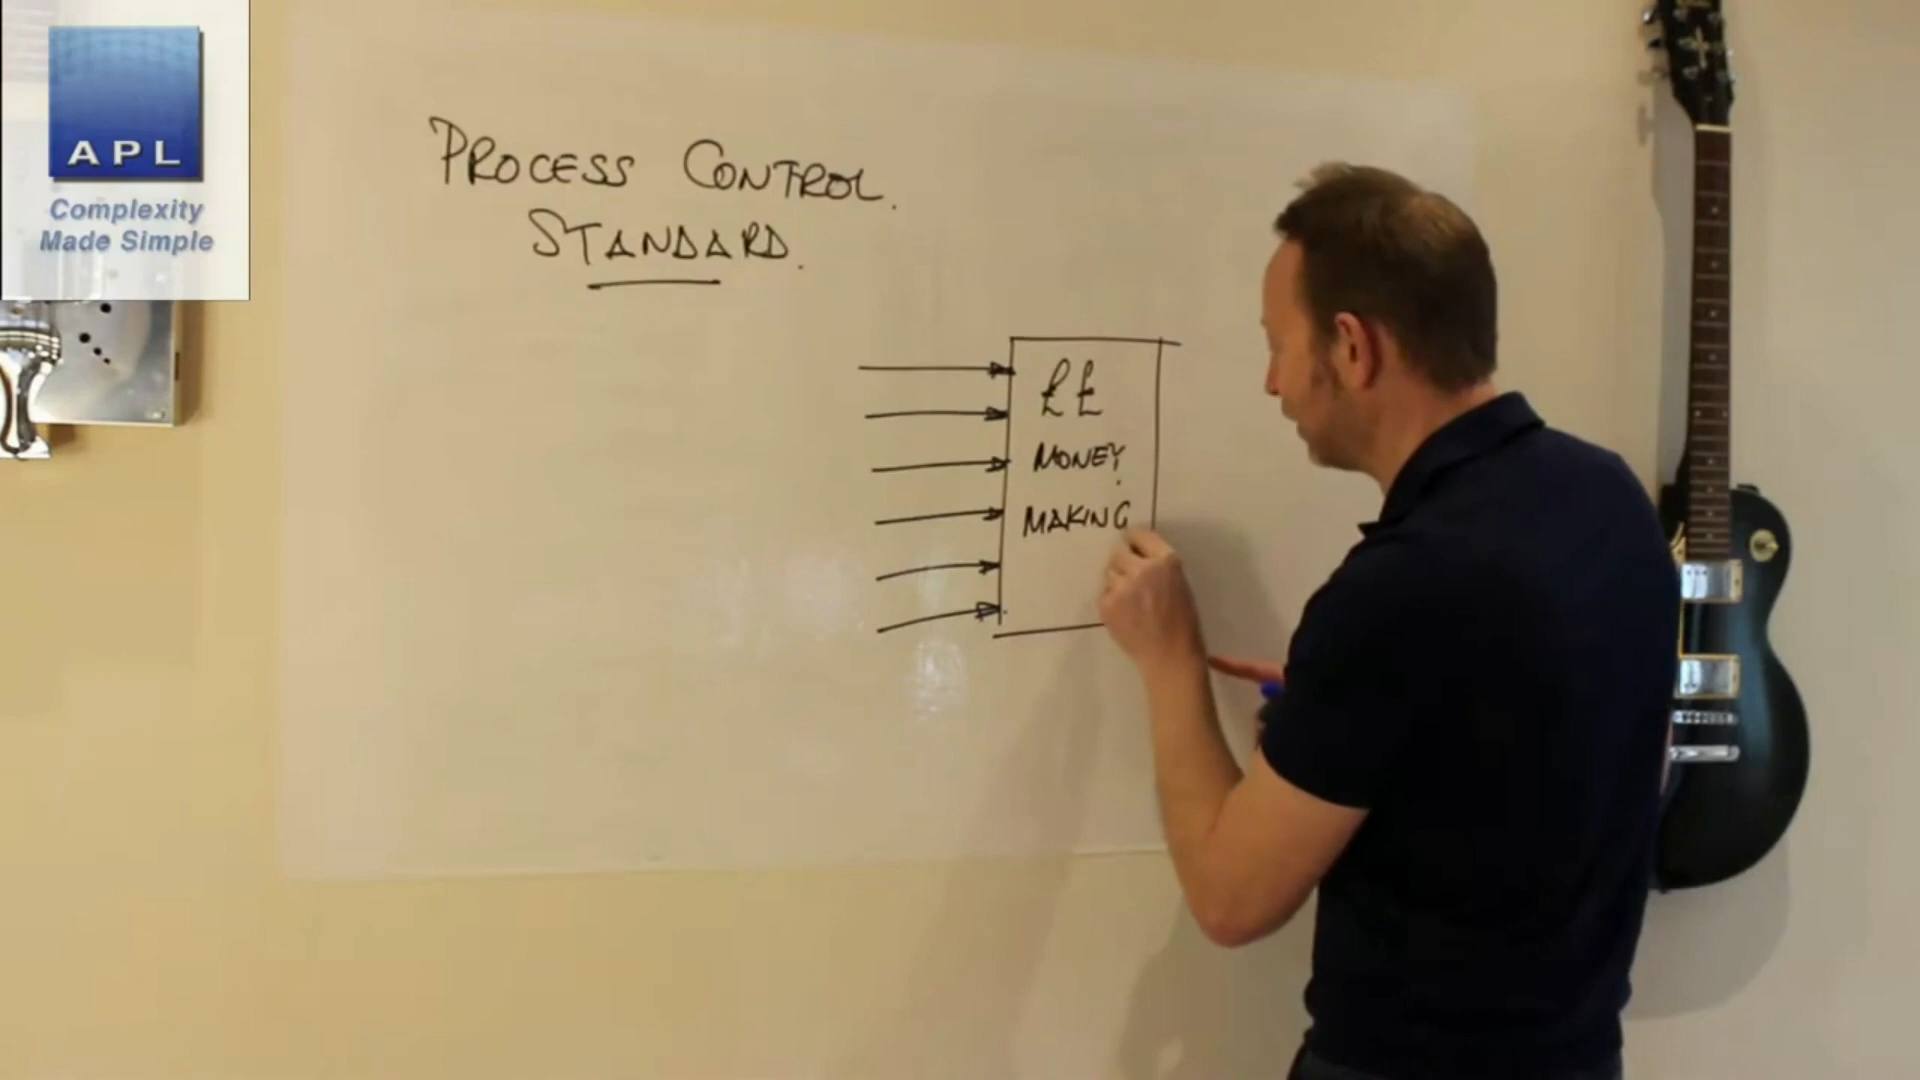 APL
Complexity
Made Simple
PROCESS CONTROL.
STANDARD.
££
MONEY
MAKING